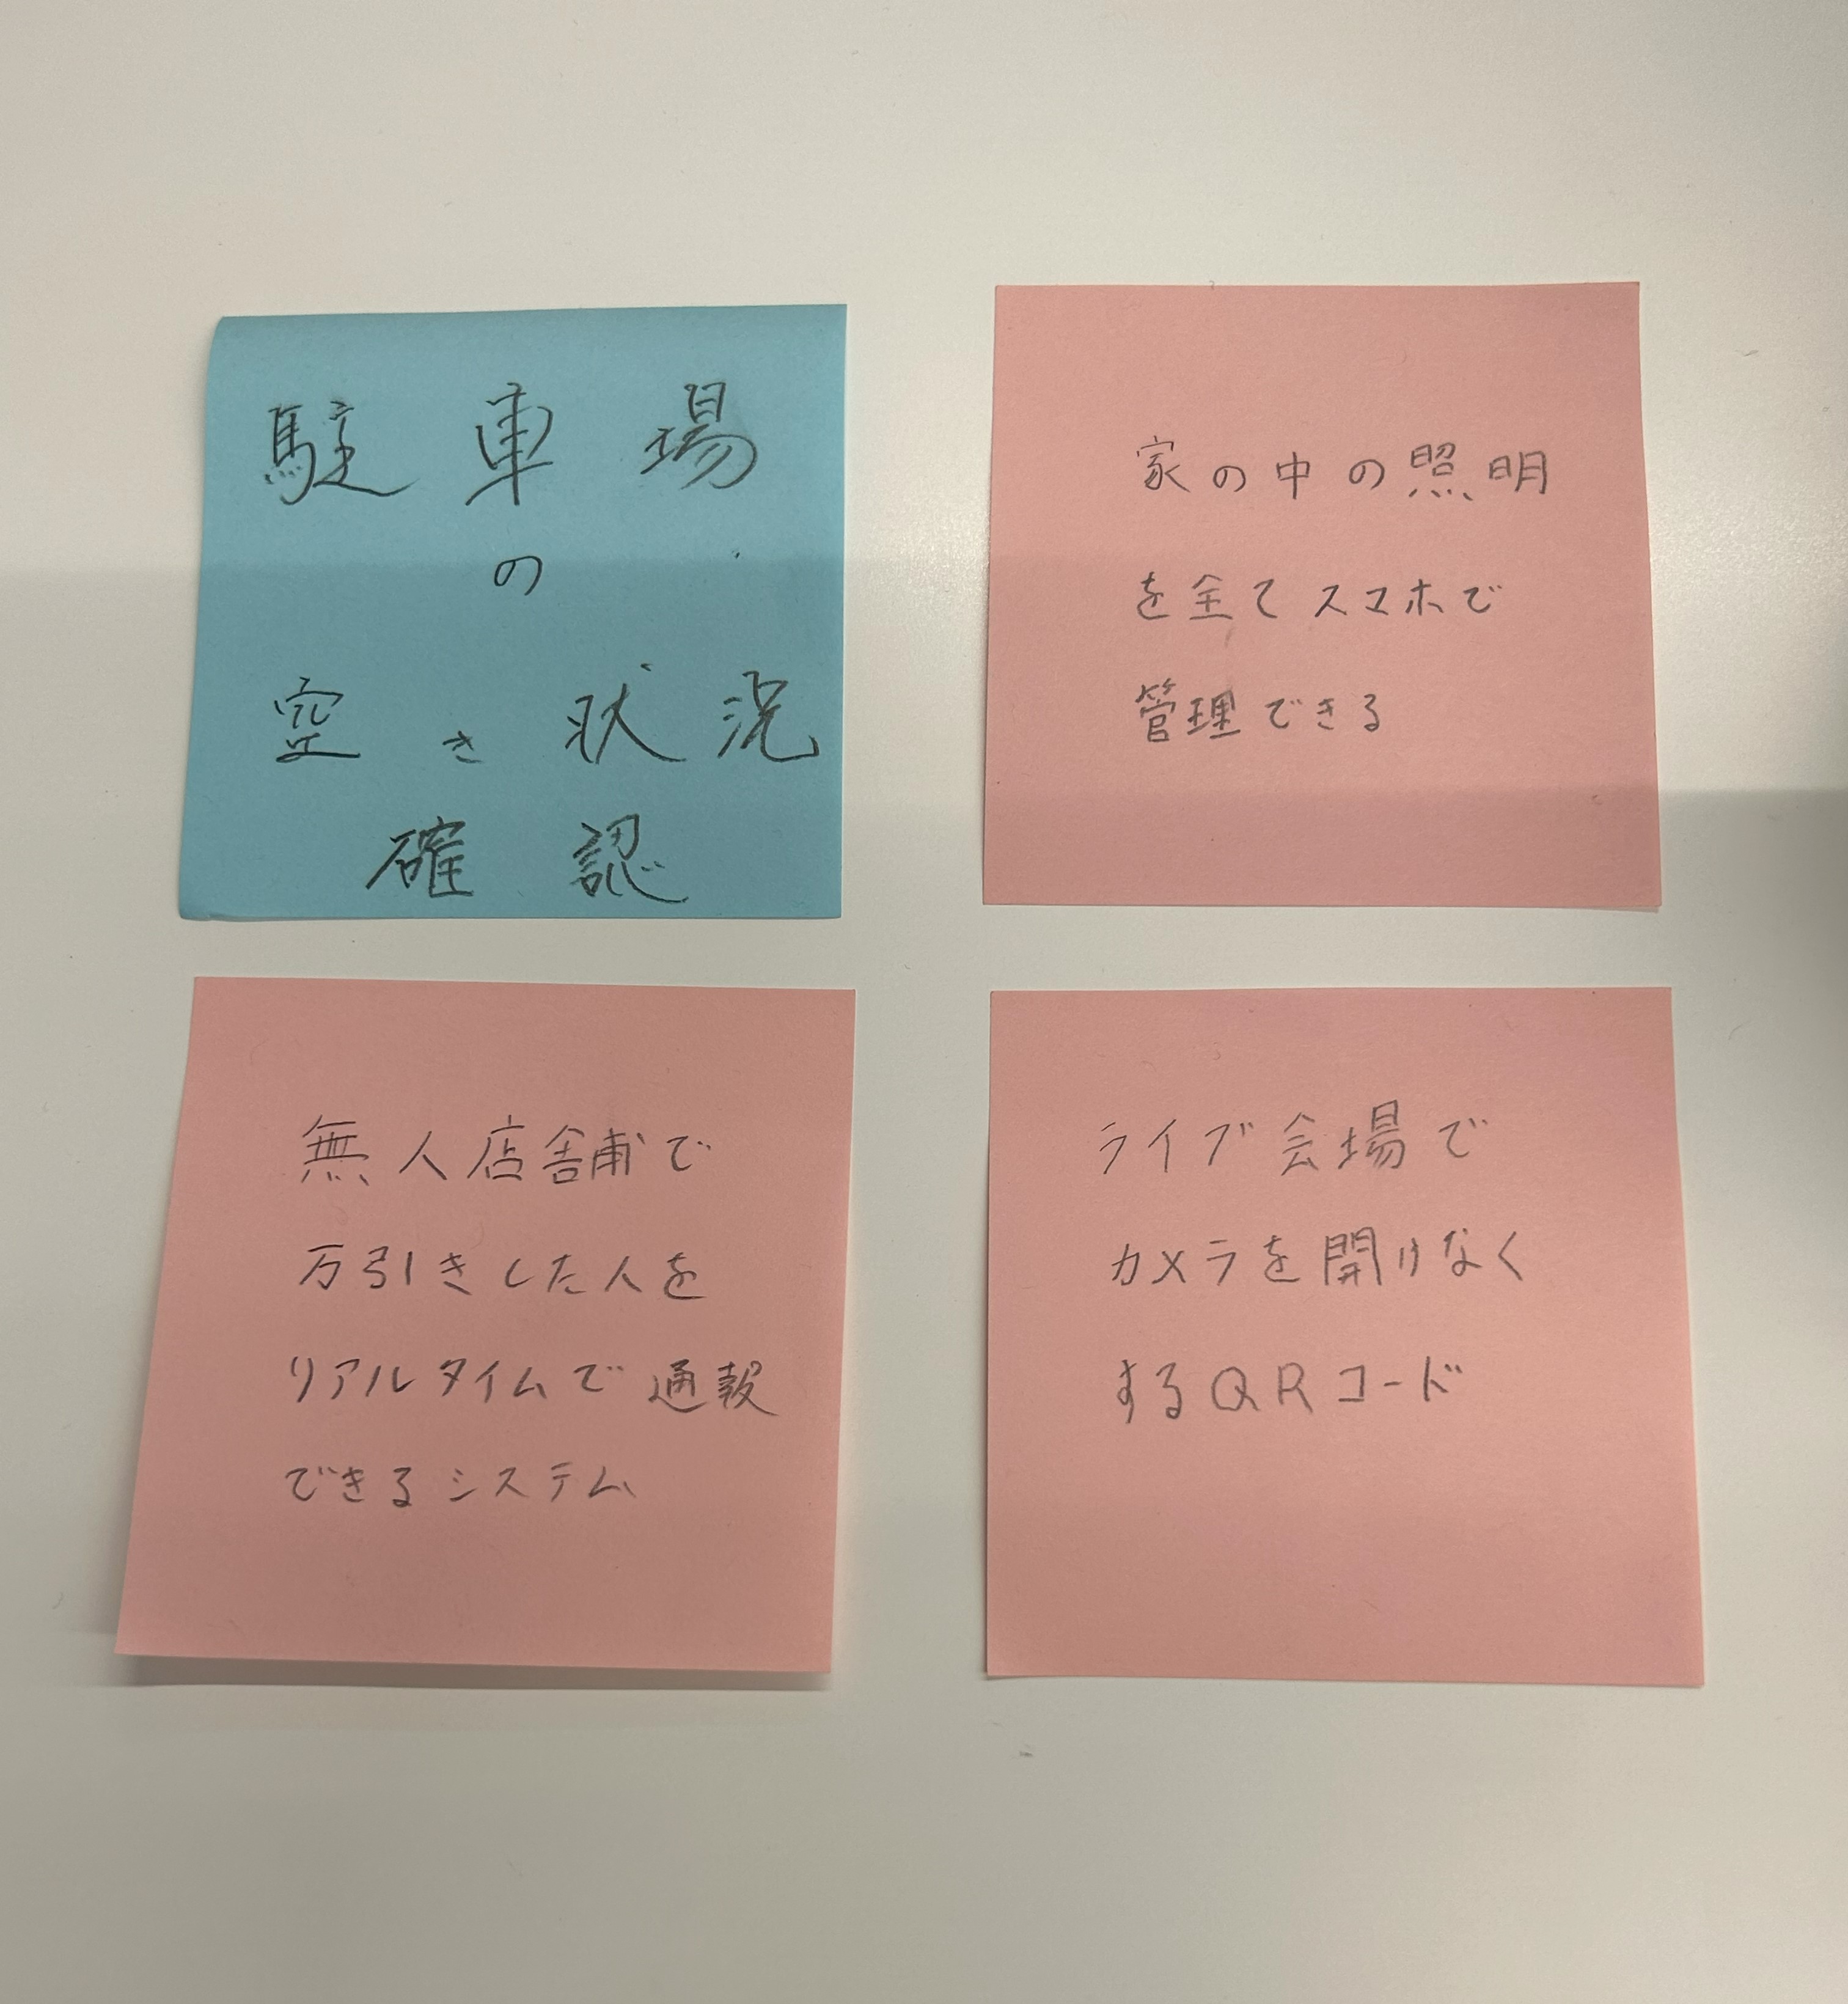 駐車場
の
空き状況
確認
家の中の照明
を全てスマホで
管理できる
無人店舗で
万引きした人を
リアルタイムで通報
できるシステム
ライブ会場で
カメラを開けなく
するQRコード